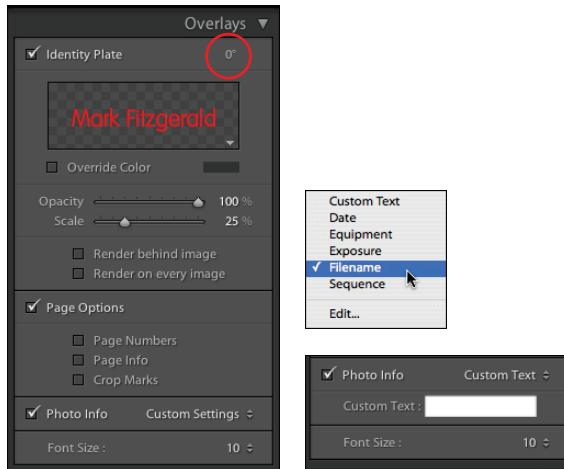 Overlays
Identity Plate 0°
Mark Fitzgerald
Override Color
Opacity 100 %
Scale 25 %
Render behind image
Render on every image
Page Options
Page Numbers
Page Info
Crop Marks
Photo Info Custom Settings
Font Size : 10
Custom Text
Date
Equipment
Exposure
✓ Filename
Sequence
Edit...
Photo Info Custom Text
Custom Text :
Font Size : 10